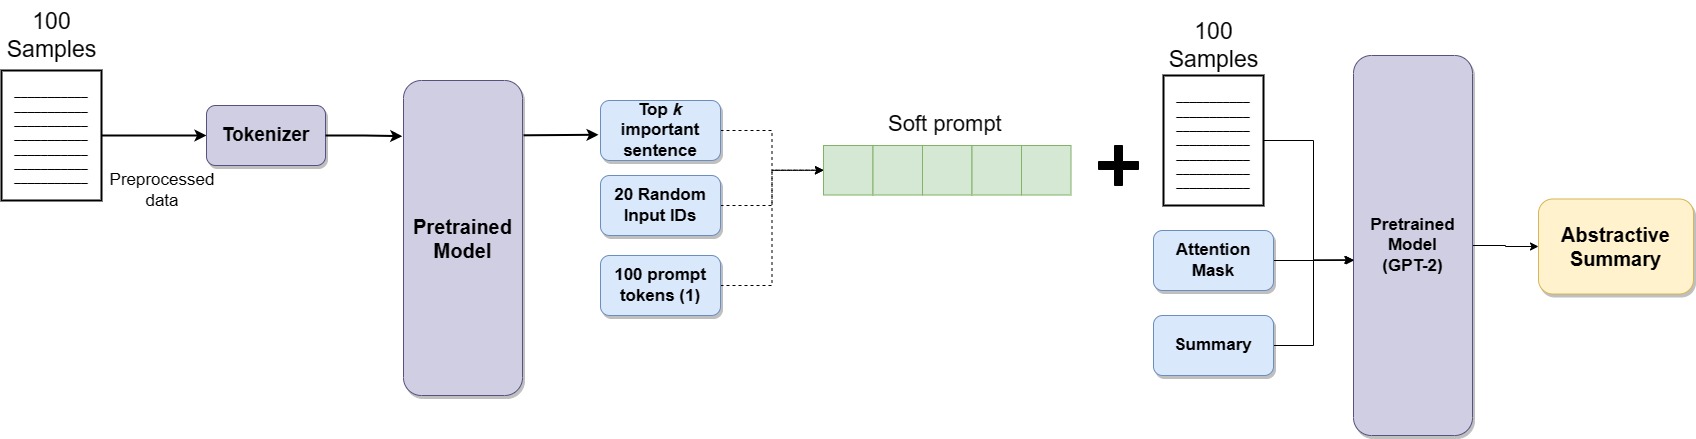 100
Samples
Preprocessed
data
Tokenizer
Pretrained
Model
Top k
important
sentence
20 Random
Input IDs
100 prompt
tokens (1)
Soft prompt
100
Samples
Attention
Mask
Summary
Pretrained
Model
(GPT-2)
Abstractive
Summary